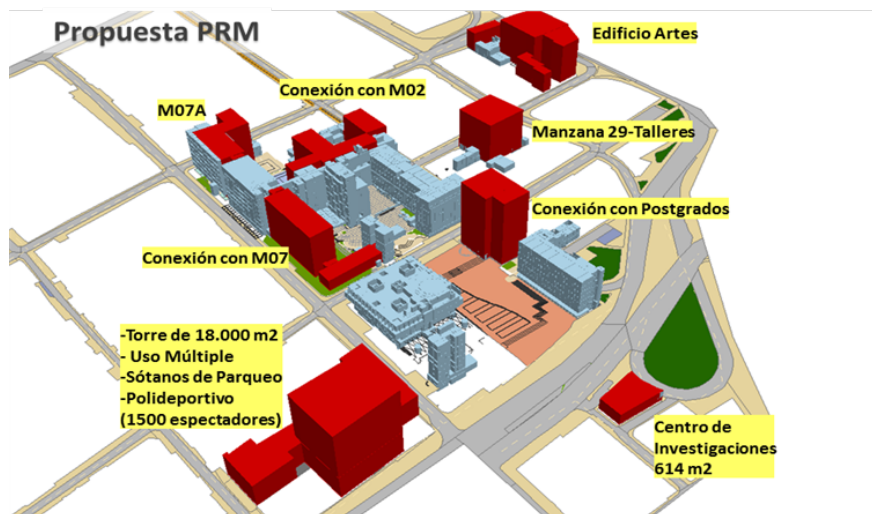 Propuesta PRM
Edificio Artes
Conexión con M02
M07A
Manzana 29-Talleres
Conexión con Postgrados
Conexión con M07
-Torre de 18.000 m2
- Uso Múltiple
-Sótanos de Parqueo
-Polideportivo
(1500 espectadores)
Centro de
Investigaciones
614 m2